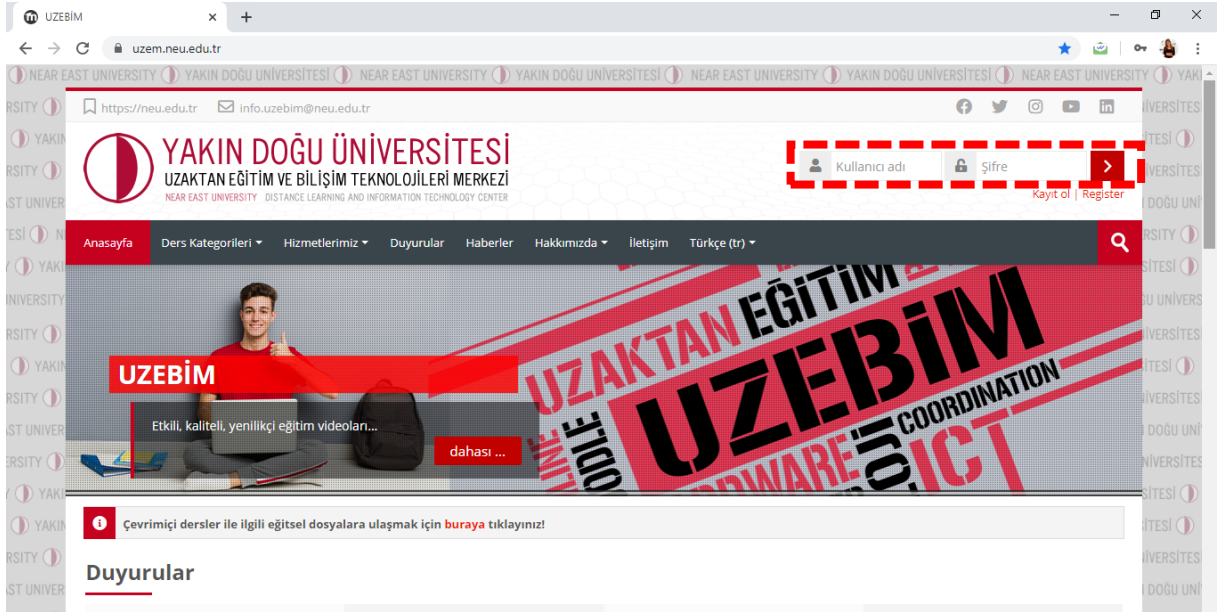 UZEBİM
uzem.neu.edu.tr
NEAR EAST UNIVERSITY YAKIN DOĞU ÜNİVERSİTESİ NEAR EAST UNIVERSITY YAKIN DOĞU ÜNİVERSİTESİ NEAR EAST UNIVERSITY YAKIN DOĞU ÜNİVERSİTESİ NEAR EAST UNIVERSITY YAKI
https://neu.edu.tr info.uzebim@neu.edu.tr
YAKIN DOĞU ÜNİVERSİTESİ
UZAKTAN EĞİTİM VE BİLİŞİM TEKNOLOJİLERİ MERKEZİ
NEAR EAST UNIVERSITY DISTANCE LEARNING AND INFORMATION TECHNOLOGY CENTER
Kullanıcı adı Şifre
Kayıt ol | Register
Anasayfa Ders Kategorileri Hizmetlerimiz Duyurular Haberler Hakkımızda İletişim Türkçe (tr)
UZAKTAN EĞİTİM
UZEBİM
COORDINATION
ICT
UZEBİM
Etkili, kaliteli, yenilikçi eğitim videoları...
dahası ...
Çevrimiçi dersler ile ilgili eğitsel dosyalara ulaşmak için buraya tıklayınız!
Duyurular